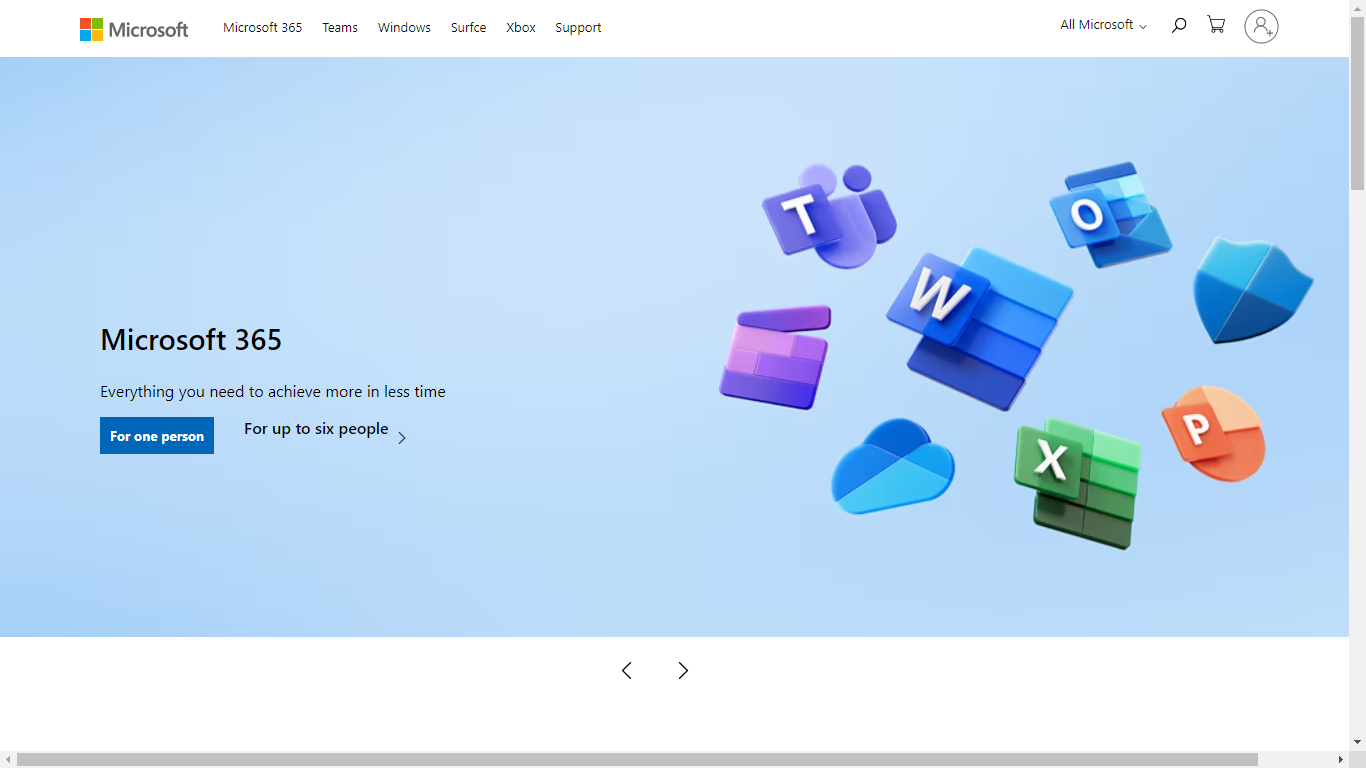 Microsoft Microsoft 365 Teams Windows Surfce Xbox Support All Microsoft
T
O
W
Microsoft 365
Everything you need to achieve more in less time
For one person For up to six people
P
X